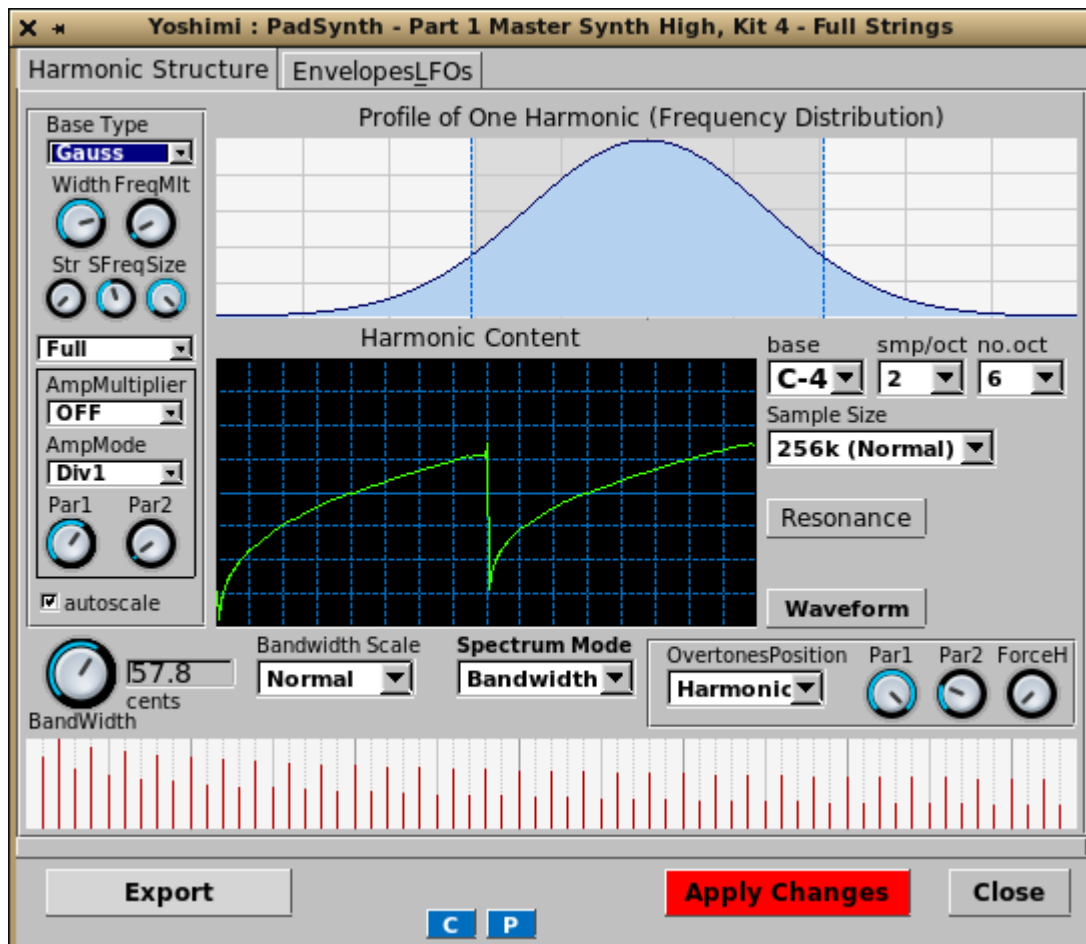 Yoshimi : PadSynth - Part 1 Master Synth High, Kit 4 - Full Strings
Harmonic Structure
EnvelopesLFOs
Base Type
Gauss
Width FreqMlt
Str SFreq Size
Full
AmpMultiplier
OFF
AmpMode
Div1
Par1 Par2
autoscale
Profile of One Harmonic (Frequency Distribution)
Harmonic Content
base smp/oct no.oct
C-4 2 6
Sample Size
256k (Normal)
Resonance
Waveform
57.8
cents
BandWidth
Bandwidth Scale
Normal
Spectrum Mode
Bandwidth
OvertonesPosition Par1 Par2 ForceH
Harmonic
Export
Apply Changes
Close
C P